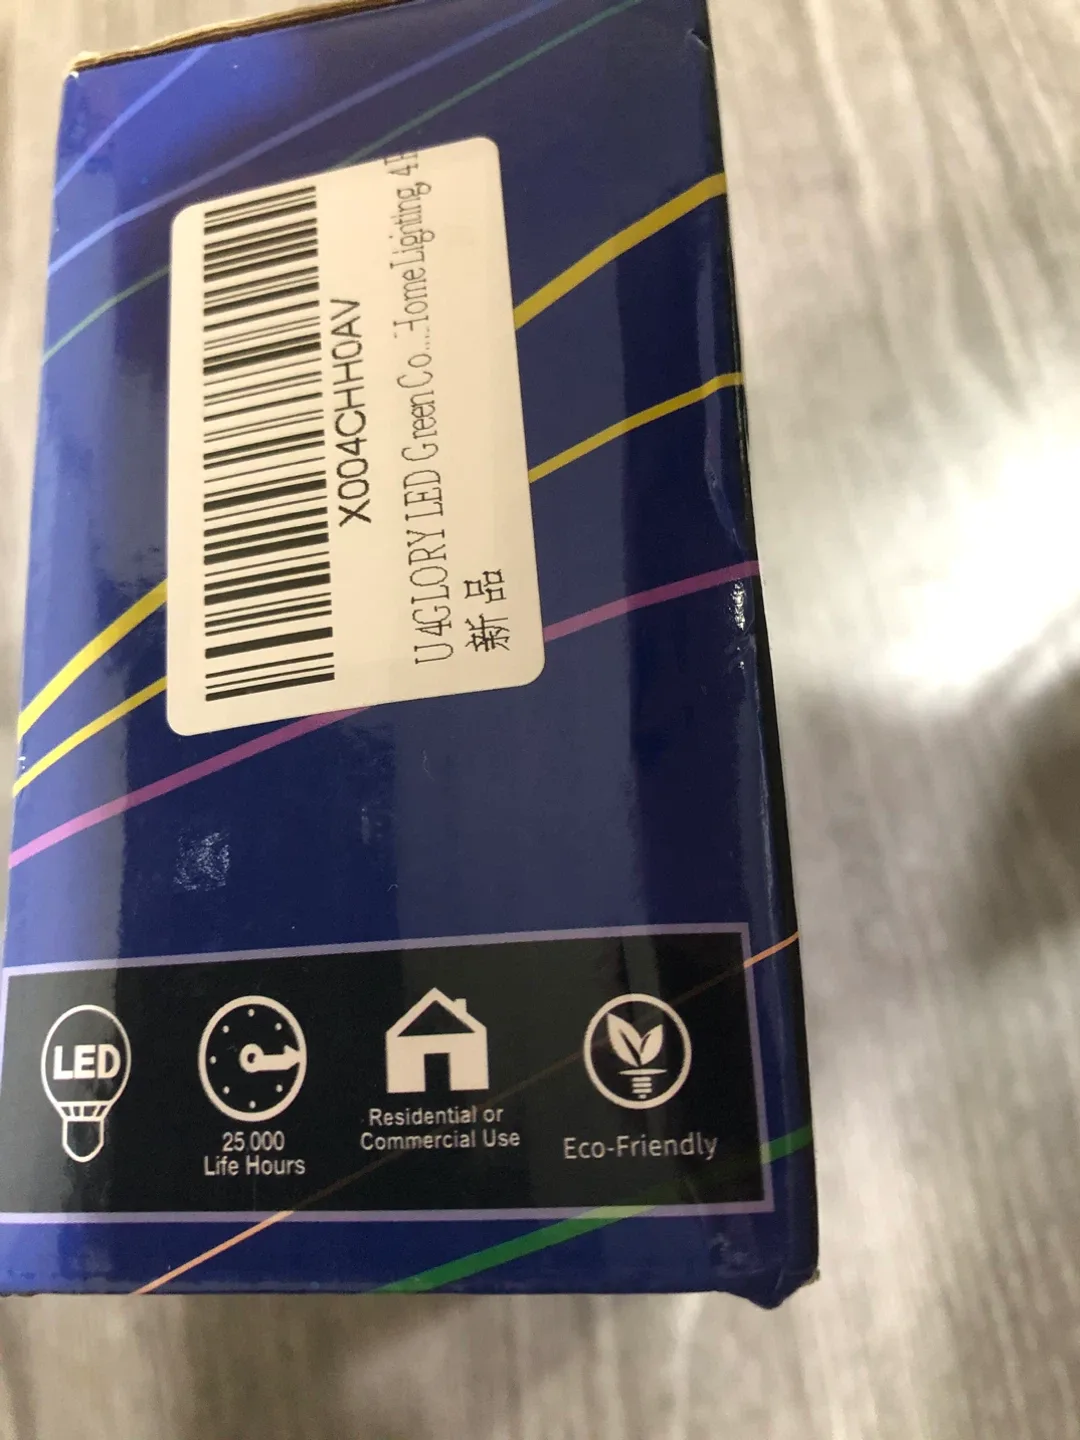 X004CHH0AV
U4GLORY LED Green Co...Home Lighting, 4
新品
LED
25,000
Life Hours
Residential or
Commercial Use
Eco-Friendly